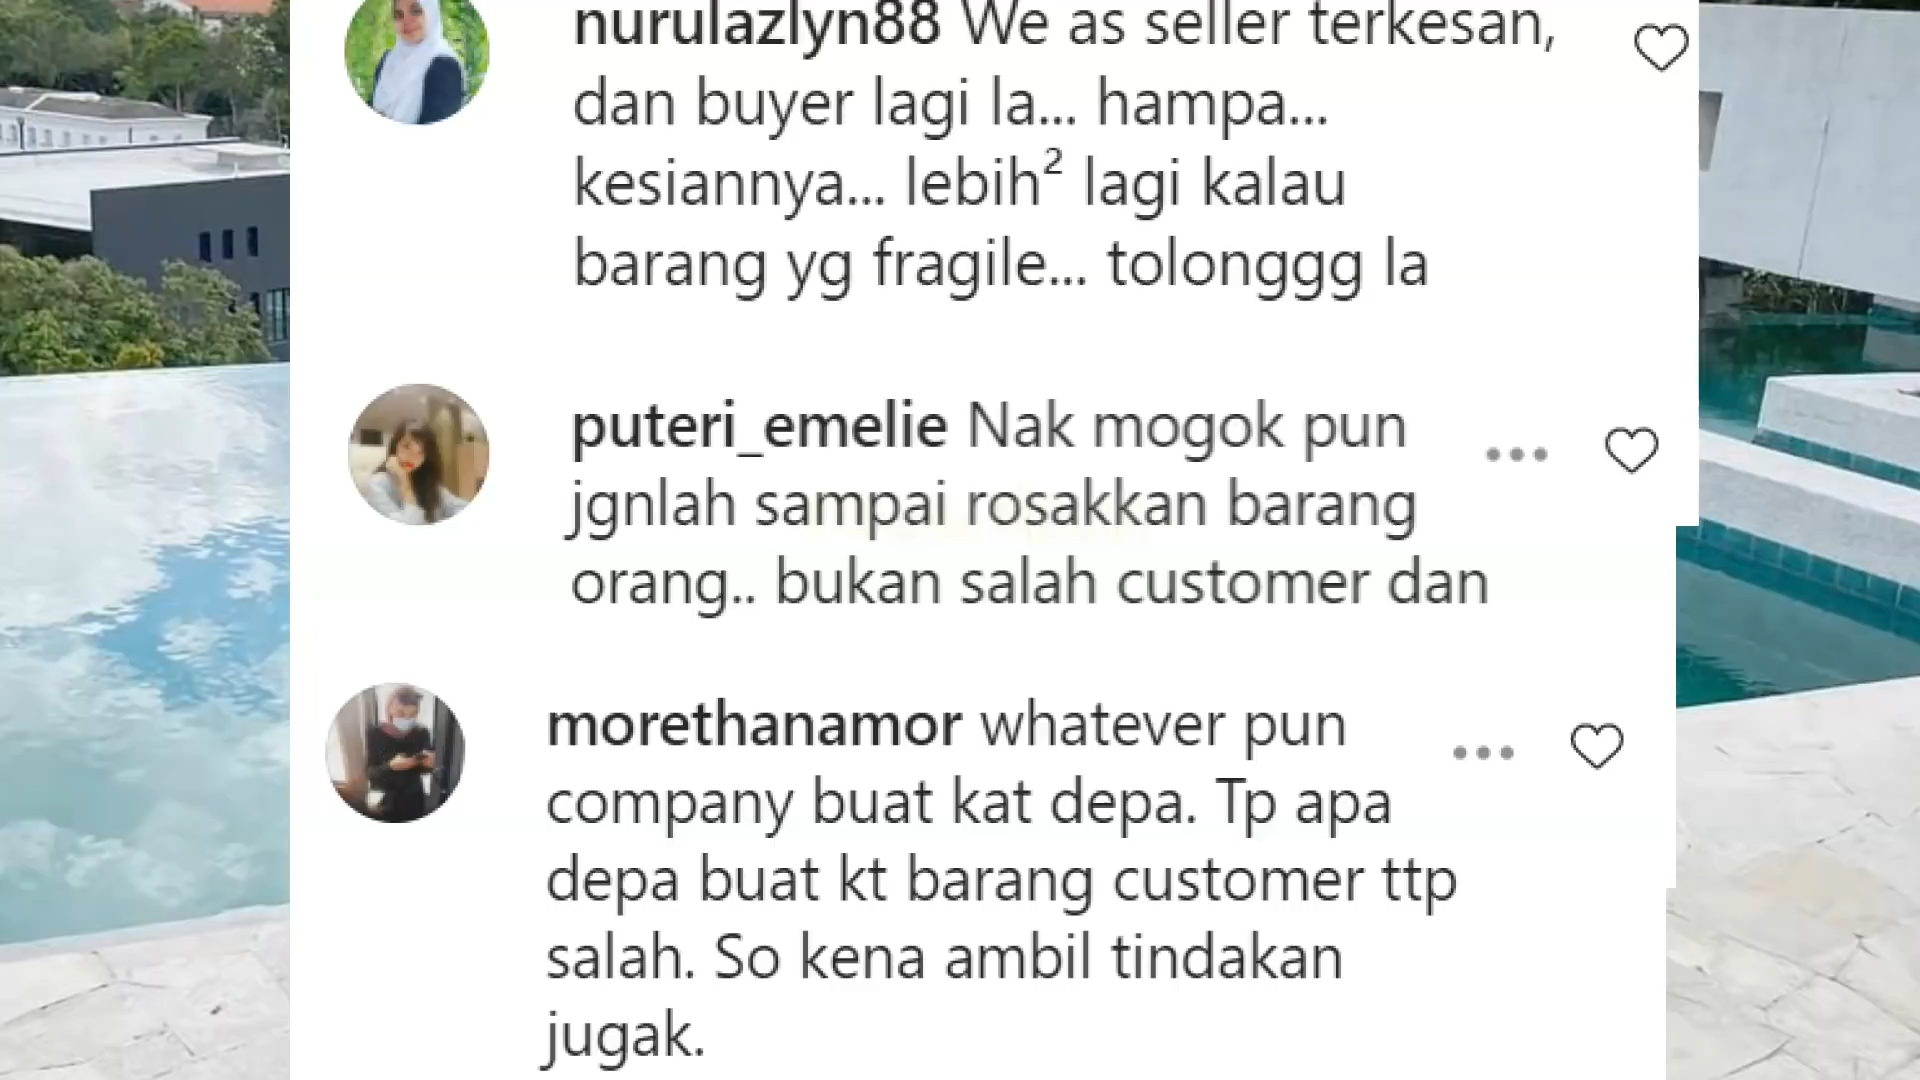 nurulazlyn88 We as seller terkesan,
dan buyer lagi la... hampa...
kesiannya... lebih² lagi kalau
barang yg fragile... tolonggg la
puteri_emelie Nak mogok pun
jgnlah sampai rosakkan barang
orang.. bukan salah customer dan
morethanamor whatever pun
company buat kat depa. Tp apa
depa buat kt barang customer ttp
salah. So kena ambil tindakan
jugak.